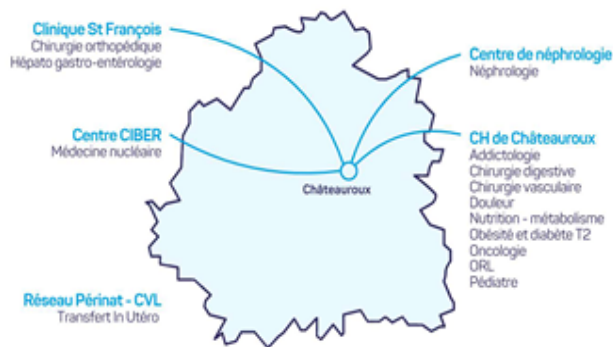 Clinique St François
Chirurgie orthopédique
Hépato gastro-entérologie
Centre de néphrologie
Néphrologie
Centre CIBER
Médecine nucléaire
CH de Châteauroux
Addictologie
Chirurgie digestive
Chirurgie vasculaire
Douleur
Nutrition - métabolisme
Obésité et diabète T2
Oncologie
ORL
Pédiatre
Châteauroux
Réseau Périnat - CVL
Transfert In Utéro